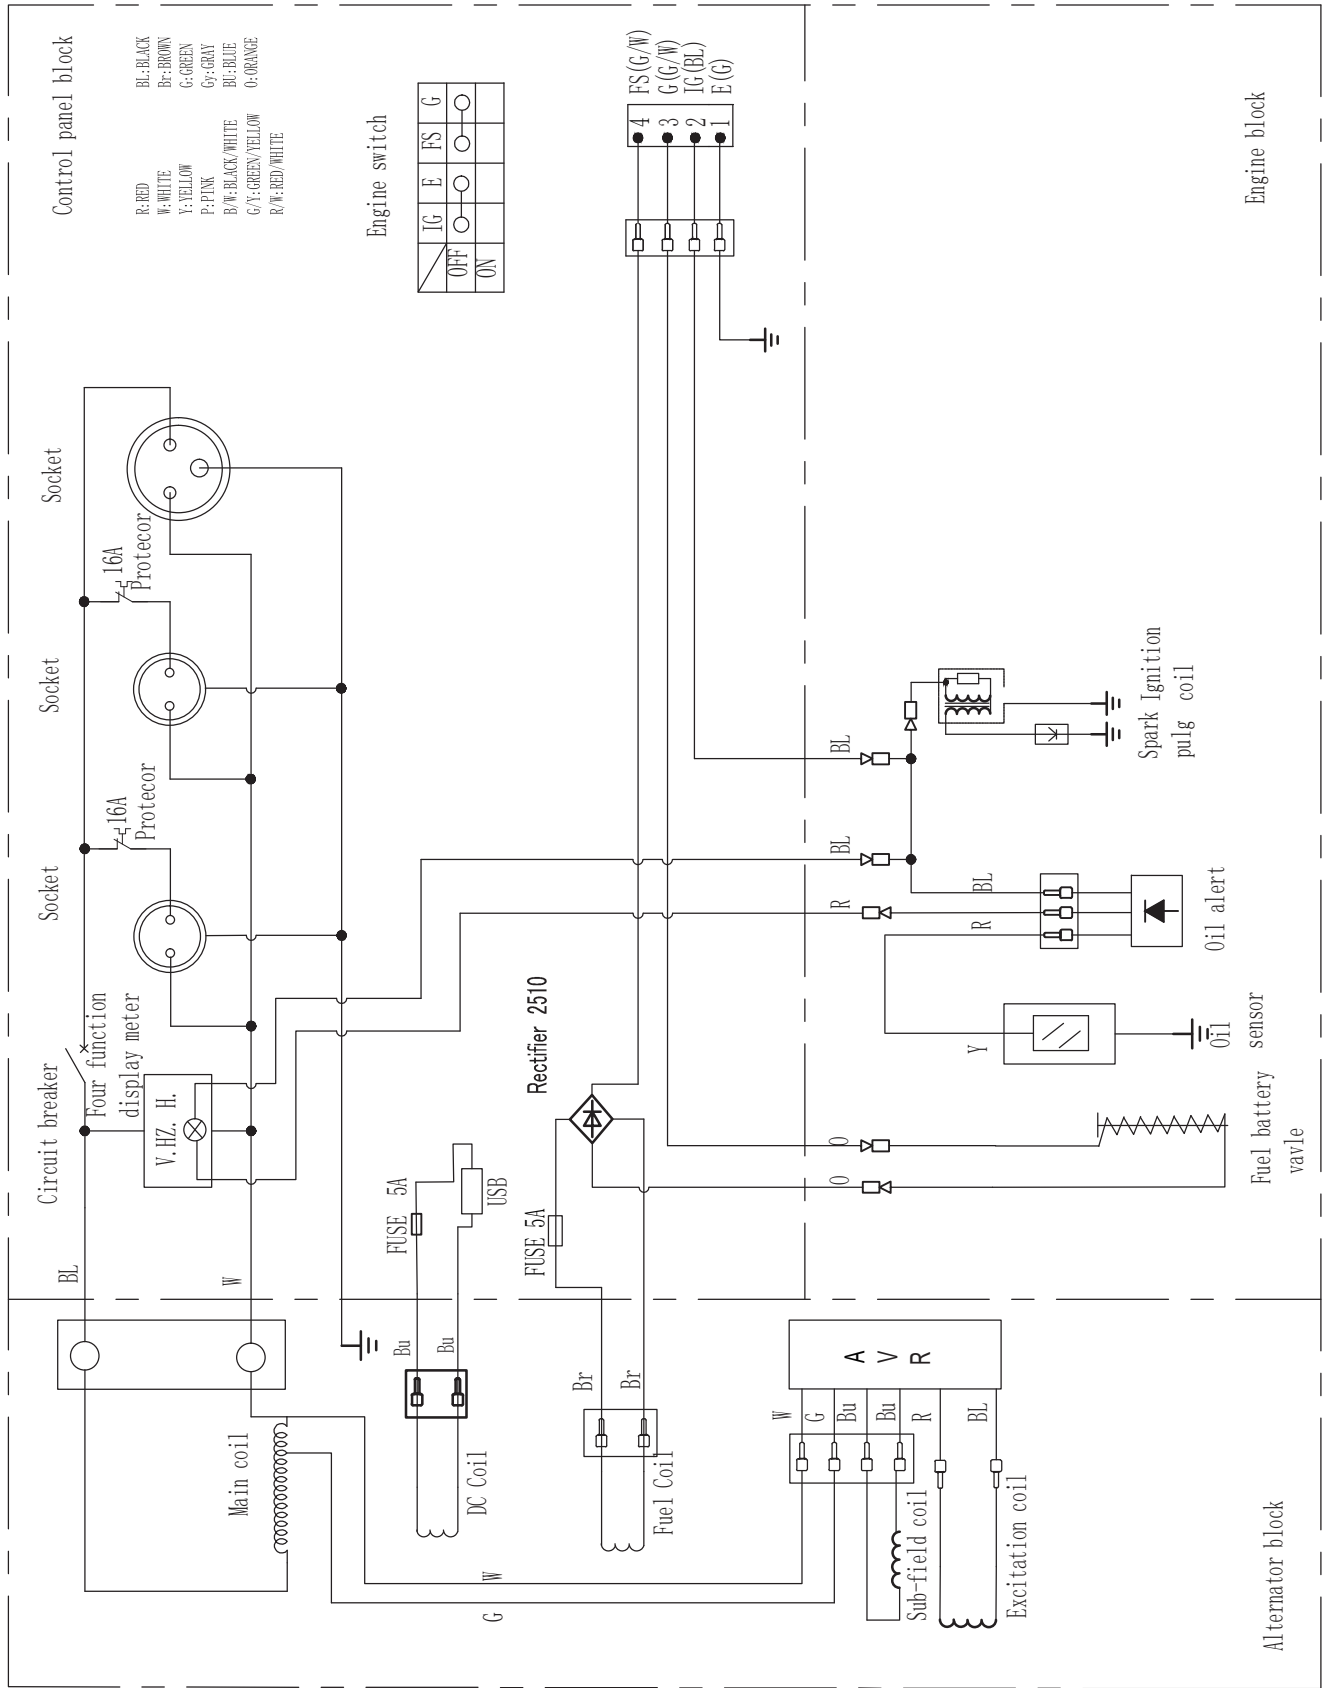 Control panel block
R:RED
W:WHITE
Y:YELLOW
P:PINK
B/W:BLACK/WHITE
G/Y:GREEN/YELLOW
R/W:RED/WHITE
BL:BLACK
Br:BROWN
G:GREEN
Gy:GRAY
BU:BLUE
O:ORANGE
Engine switch
IG E FS G
OFF
ON
4 FS(G/W)
3 G(G/W)
2 IG(BL)
1 E(G)
Engine block
Socket
16A
Protecor
Socket
16A
Protecor
Socket
Circuit breaker
Four function
display meter
V.HZ. H.
BL
W
FUSE 5A
USB
FUSE 5A
Rectifier 2510
BL
BL
R
O
O
BL
R
Y
Spark Ignition
pulg coil
Oil alert
Oil
sensor
Fuel battery
vavle
Main coil
Bu
Bu
DC Coil
Br
Br
Fuel Coil
W
G
A V R
W
G
Bu
Bu
R
BL
Sub-field coil
Excitation coil
Alternator block